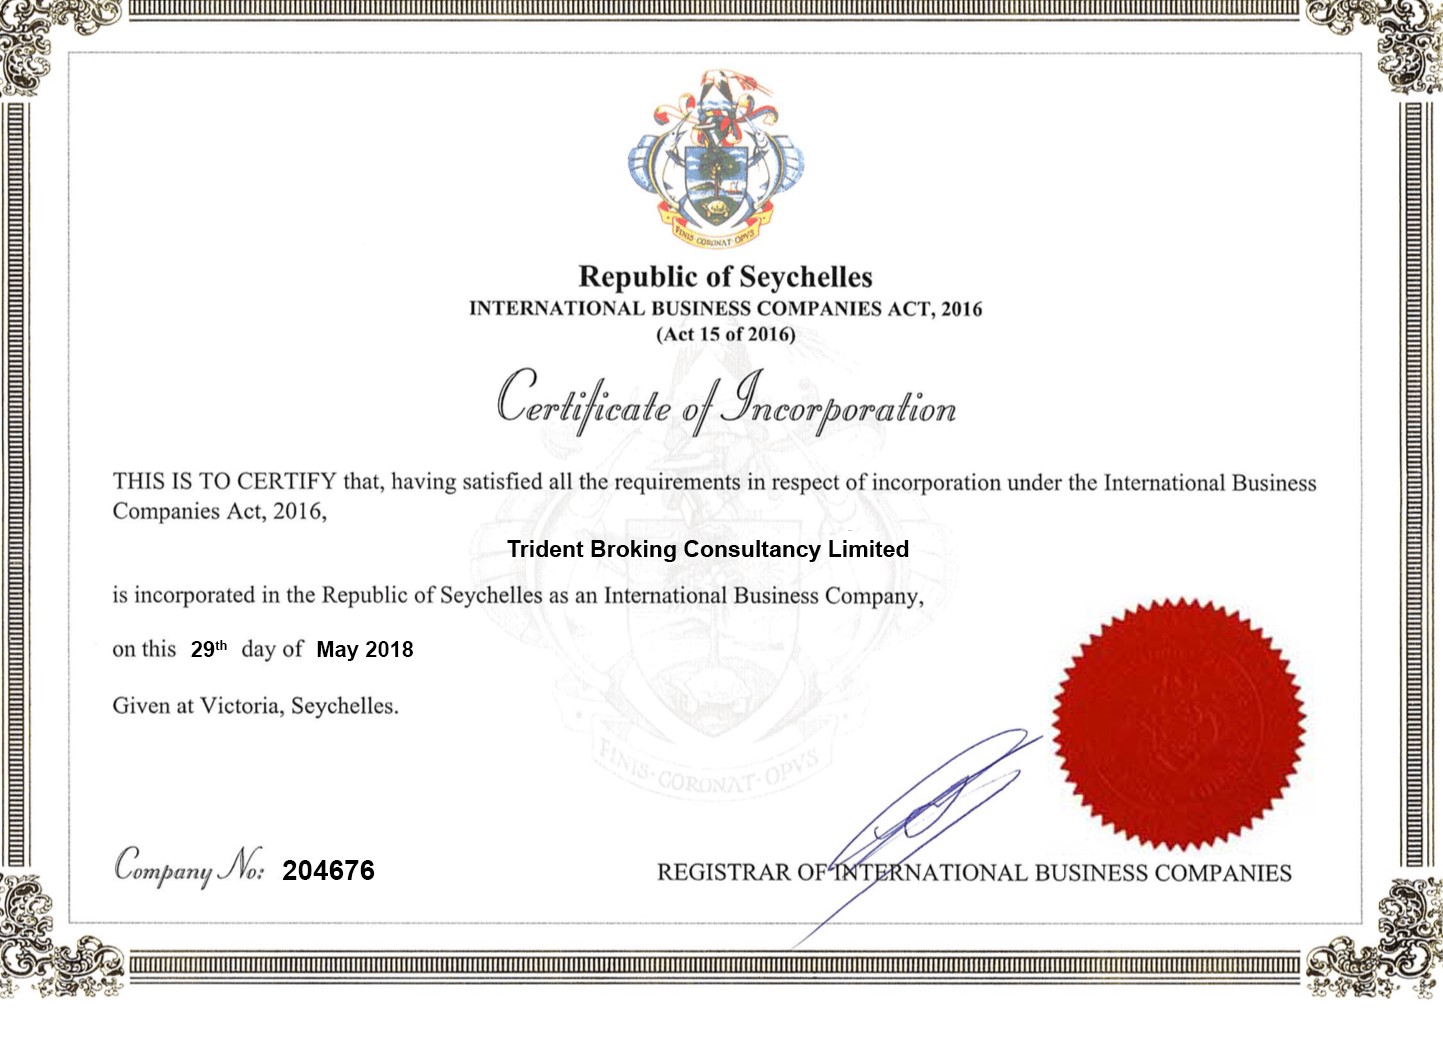 FINIS·CORONAT·OPVS
Republic of Seychelles
INTERNATIONAL BUSINESS COMPANIES ACT, 2016
(Act 15 of 2016)
Certificate of Incorporation
THIS IS TO CERTIFY that, having satisfied all the requirements in respect of incorporation under the International Business
Companies Act, 2016,
Trident Broking Consultancy Limited
is incorporated in the Republic of Seychelles as an International Business Company,
on this 29th day of May 2018
Given at Victoria, Seychelles.
FINIS·CORONAT·OPVS
Company No: 204676
REGISTRAR OF INTERNATIONAL BUSINESS COMPANIES